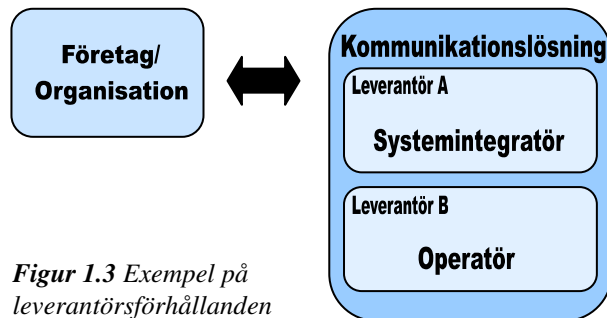 Företag/
Organisation
Kommunikationslösning
Leverantör A
Systemintegratör
Leverantör B
Operatör
Figur 1.3 Exempel på
leverantörsförhållanden